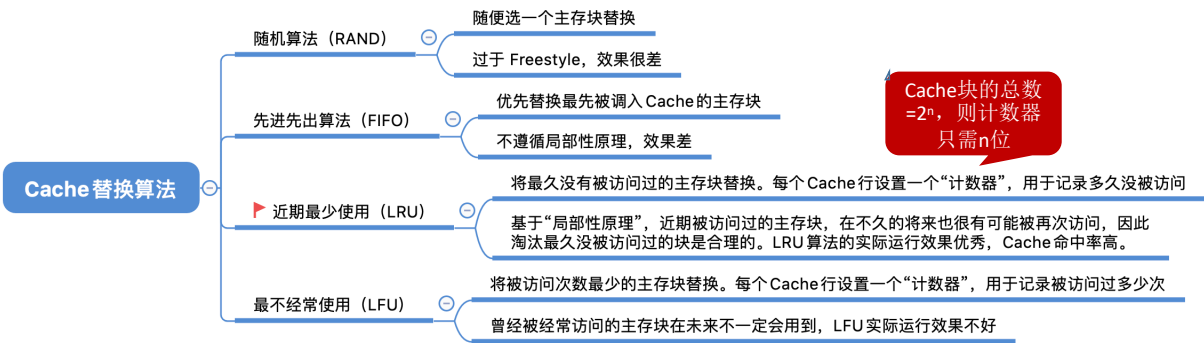 随机算法（RAND）
随便选一个主存块替换
过于 Freestyle，效果很差
先进先出算法（FIFO）
优先替换最先被调入Cache的主存块
不遵循局部性原理，效果差
Cache块的总数
=2ⁿ，则计数器
只需n位
Cache替换算法
近期最少使用（LRU）
将最久没有被访问过的主存块替换。每个Cache行设置一个“计数器”，用于记录多久没被访问
基于“局部性原理”，近期被访问过的主存块，在不久的将来也很有可能被再次访问，因此
淘汰最久没被访问过的块是合理的。LRU算法的实际运行效果优秀，Cache命中率高。
最不经常使用（LFU）
将被访问次数最少的主存块替换。每个Cache行设置一个“计数器”，用于记录被访问过多少次
曾经被经常访问的主存块在未来不一定会用到，LFU实际运行效果不好